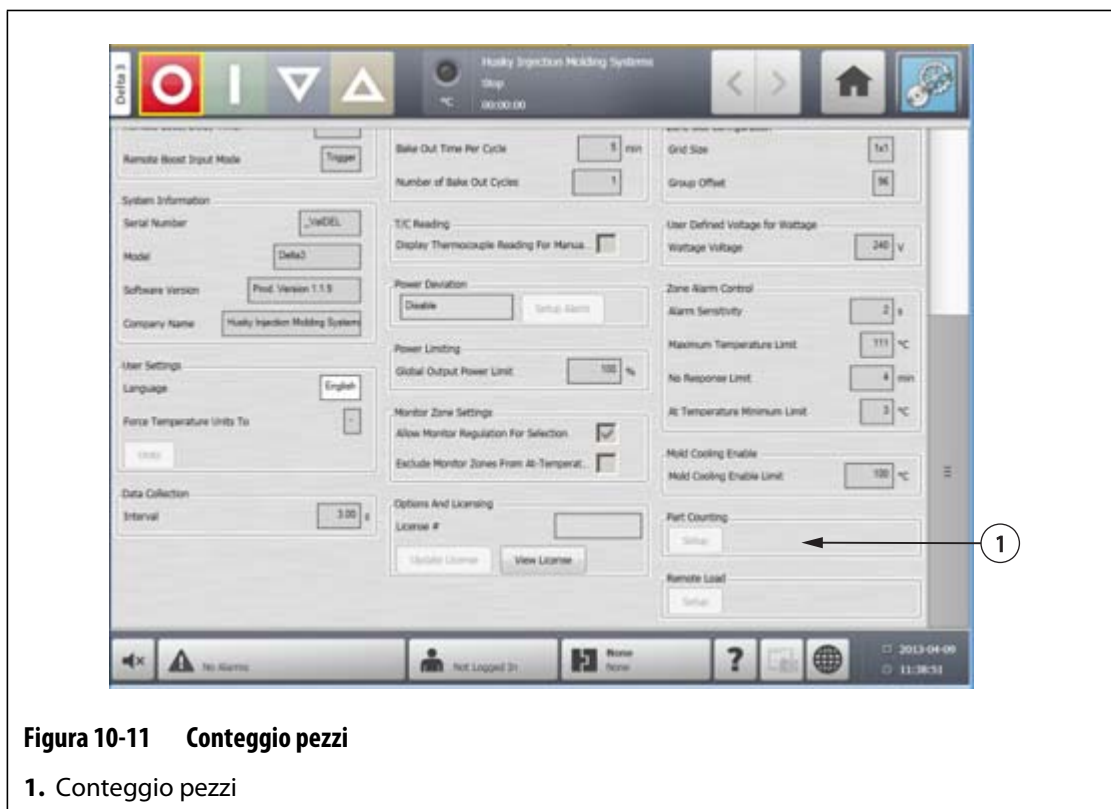 Delta 3
Husky Injection Molding Systems
Stop
°C
00:00:00
Remote Boost Input Mode
Trigger
System Information
Serial Number
_ValDEL
Model
Delta3
Software Version
Prod. Version 1.1.5
Company Name
Husky Injection Molding Systems
User Settings
Language
English
Force Temperature Units To
-
Units
Data Collection
Interval
3.00 s
Bake Out Time Per Cycle
5 min
Number of Bake Out Cycles
1
T/C Reading
Display Thermocouple Reading For Manua...
Power Deviation
Disable
Setup Alarm
Power Limiting
Global Output Power Limit
100 %
Monitor Zone Settings
Allow Monitor Regulation For Selection
Exclude Monitor Zones From At-Temperat...
Options And Licensing
License #
Update License
View License
Grid Size
1x1
Group Offset
96
User Defined Voltage for Wattage
Wattage Voltage
240 V
Zone Alarm Control
Alarm Sensitivity
2 s
Maximum Temperature Limit
111 °C
No Response Limit
4 min
At Temperature Minimum Limit
3 °C
Mold Cooling Enable
Mold Cooling Enable Limit
100 °C
Part Counting
Setup
Remote Load
Setup
1
No Alarms
Not Logged In
None
None
?
2013-04-09
11:38:51
Figura 10-11 Conteggio pezzi
1. Conteggio pezzi